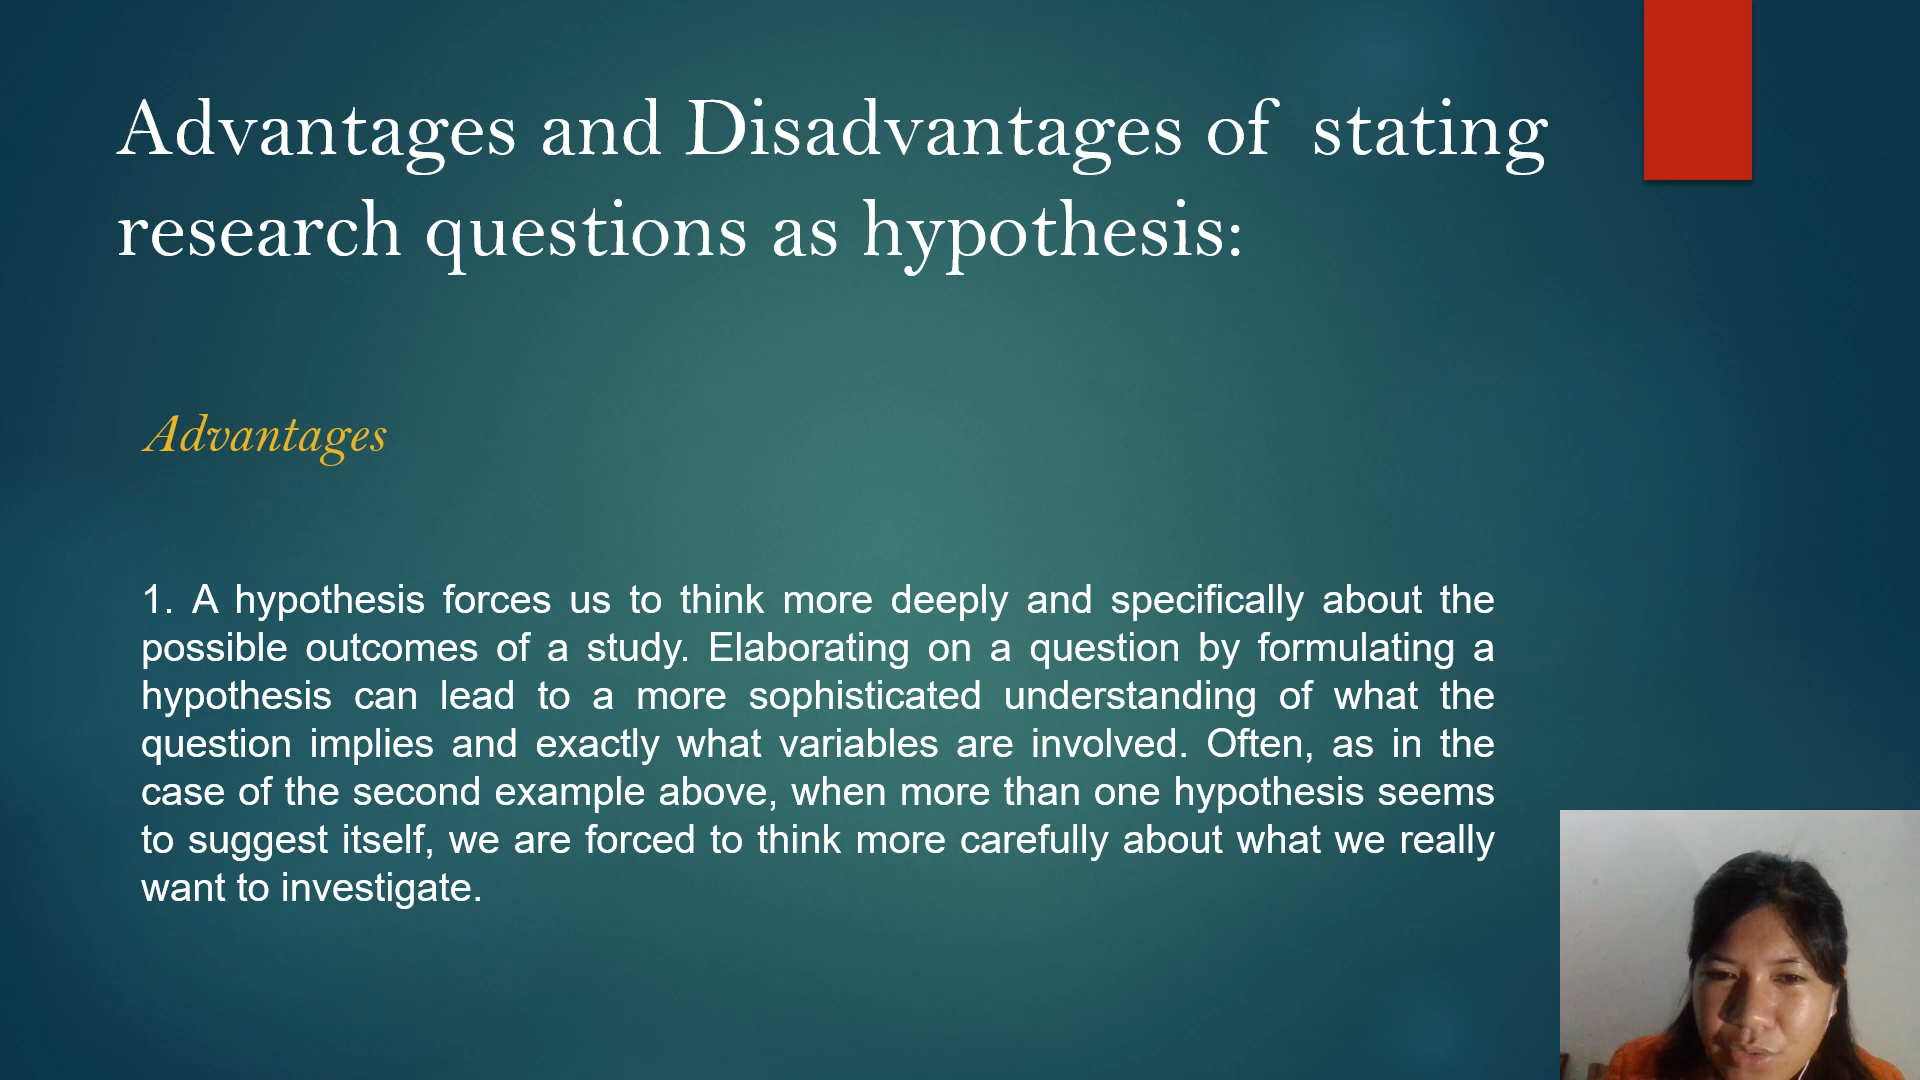 Advantages and Disadvantages of  stating
research questions as hypothesis:
Advantages
1. A hypothesis forces us to think more deeply and specifically about the
possible outcomes of a study. Elaborating on a question by formulating a
hypothesis can lead to a more sophisticated understanding of what the
question implies and exactly what variables are involved. Often, as in the
case of the second example above, when more than one hypothesis seems
to suggest itself, we are forced to think more carefully about what we really
want to investigate.